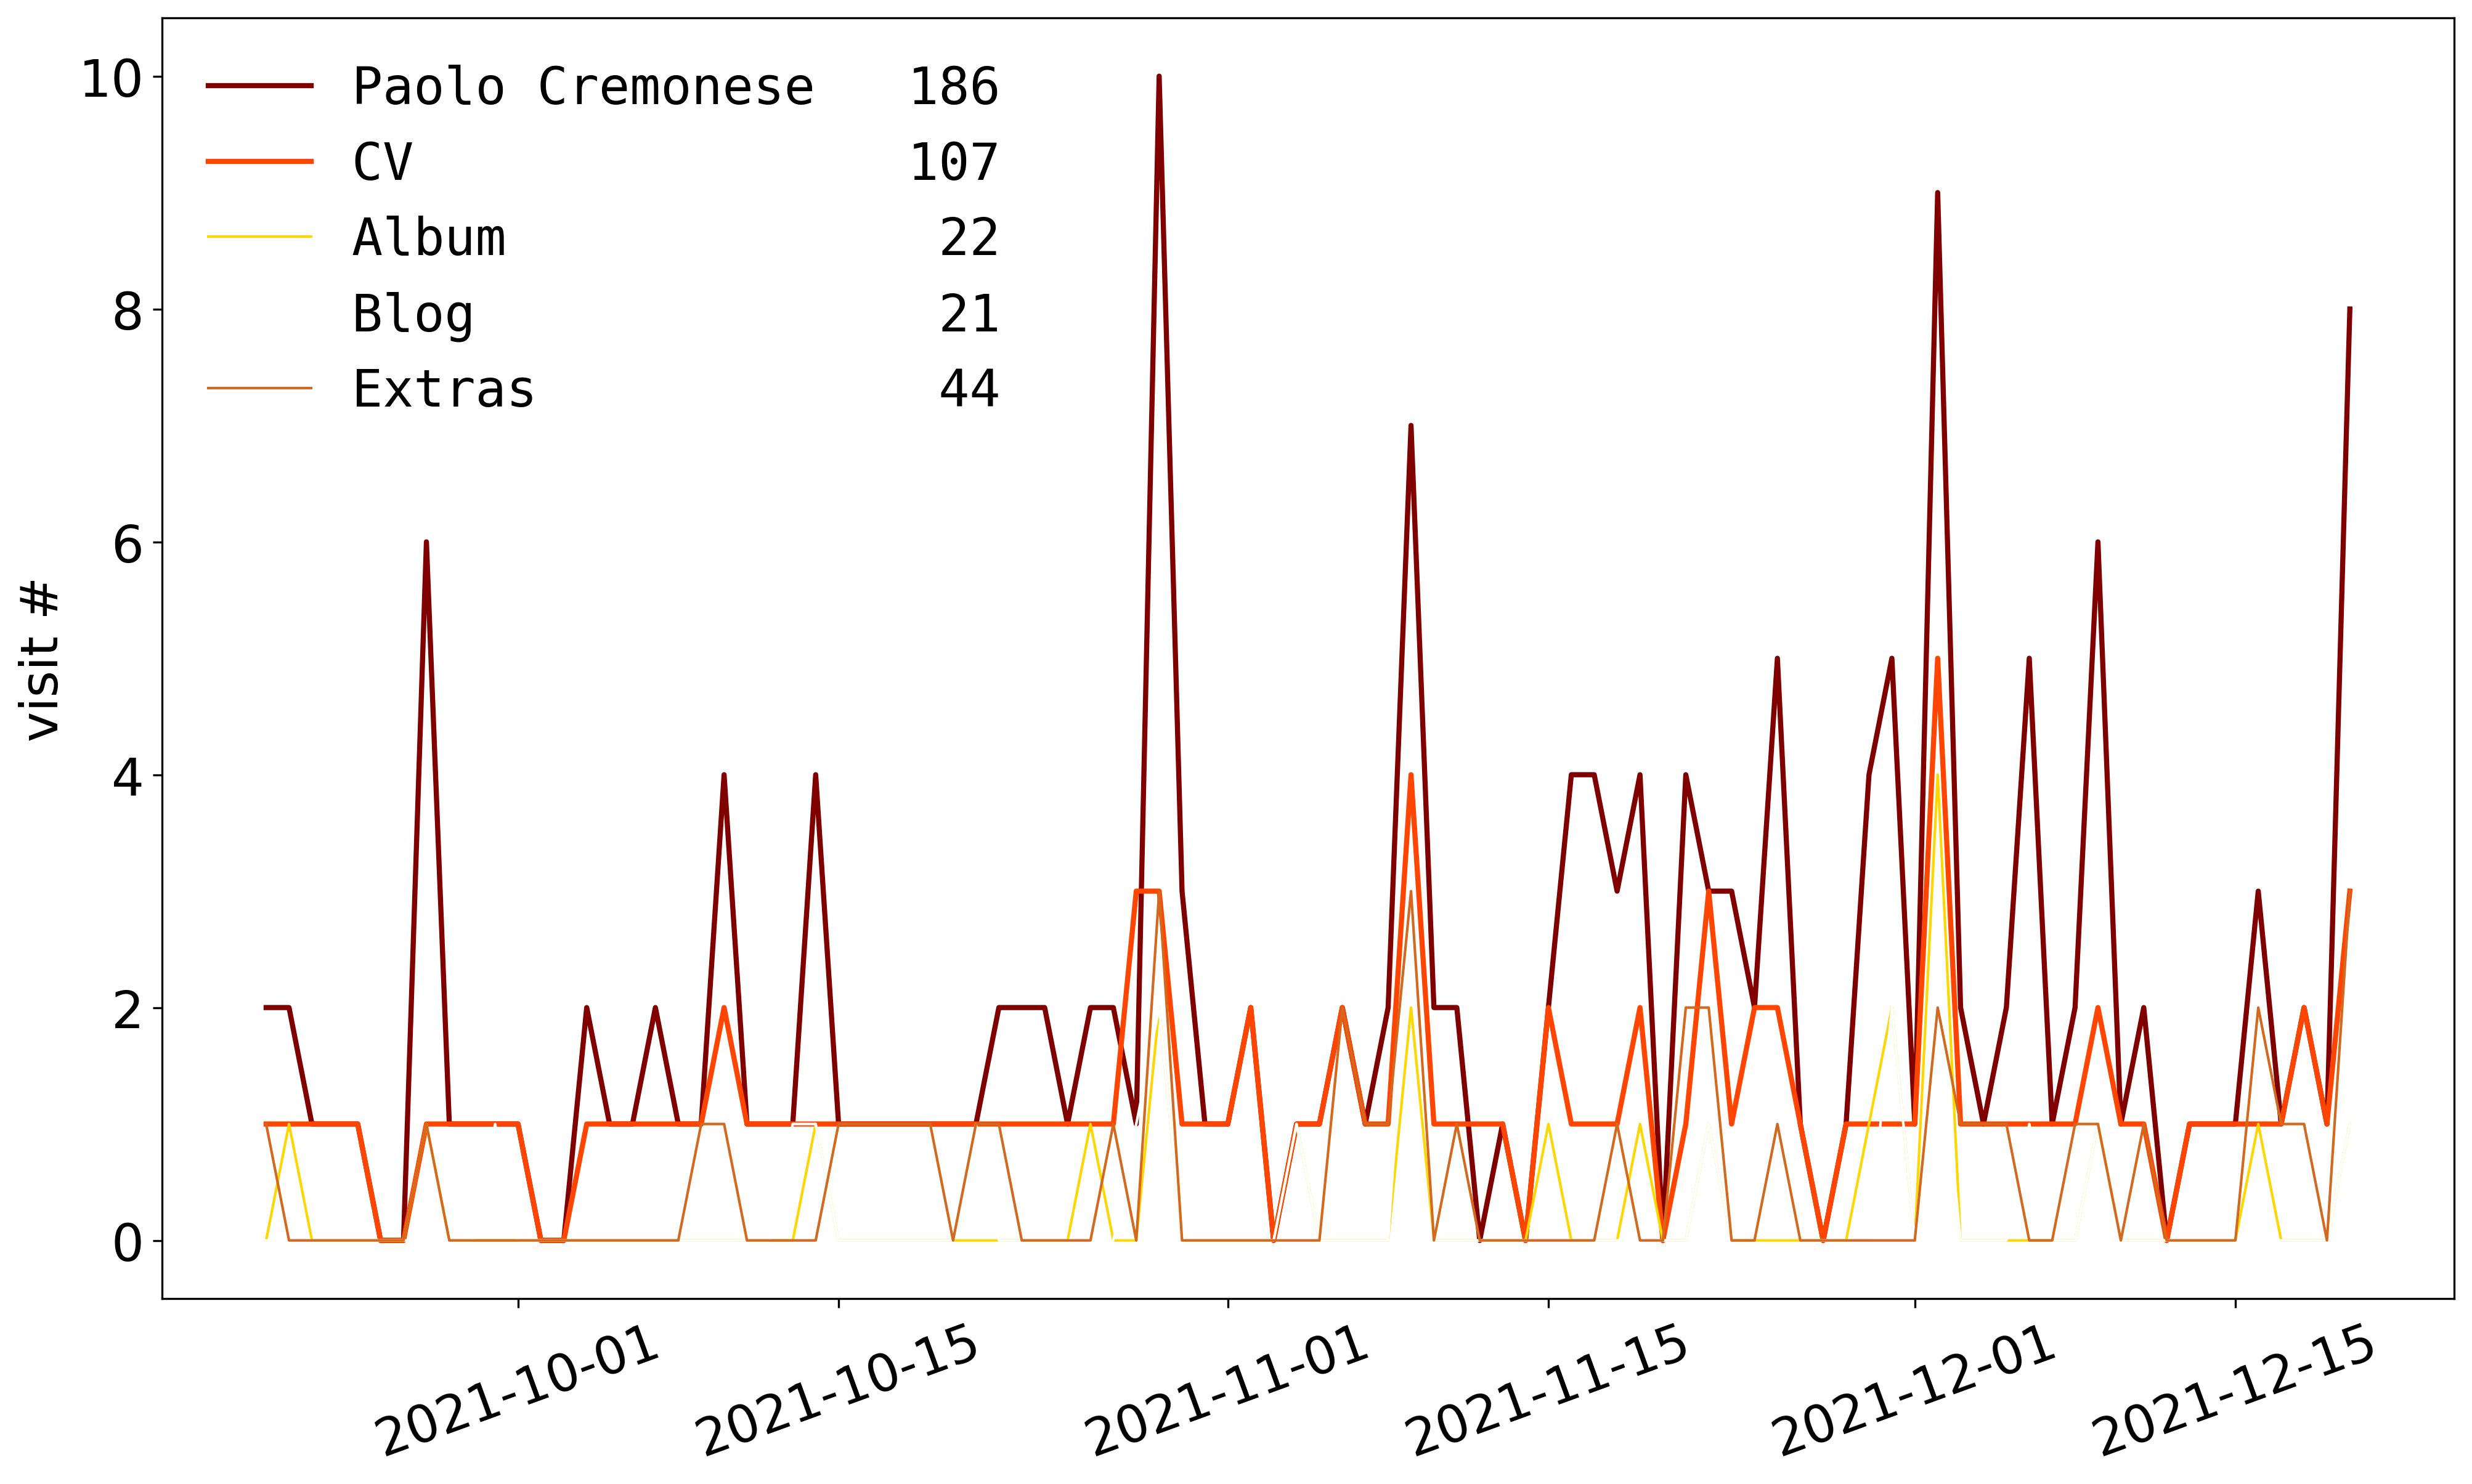 Paolo Cremonese 186
CV 107
Album 22
Blog 21
Extras 44
10
8
6
4
2
0
visit #
2021-10-01
2021-10-15
2021-11-01
2021-11-15
2021-12-01
2021-12-15